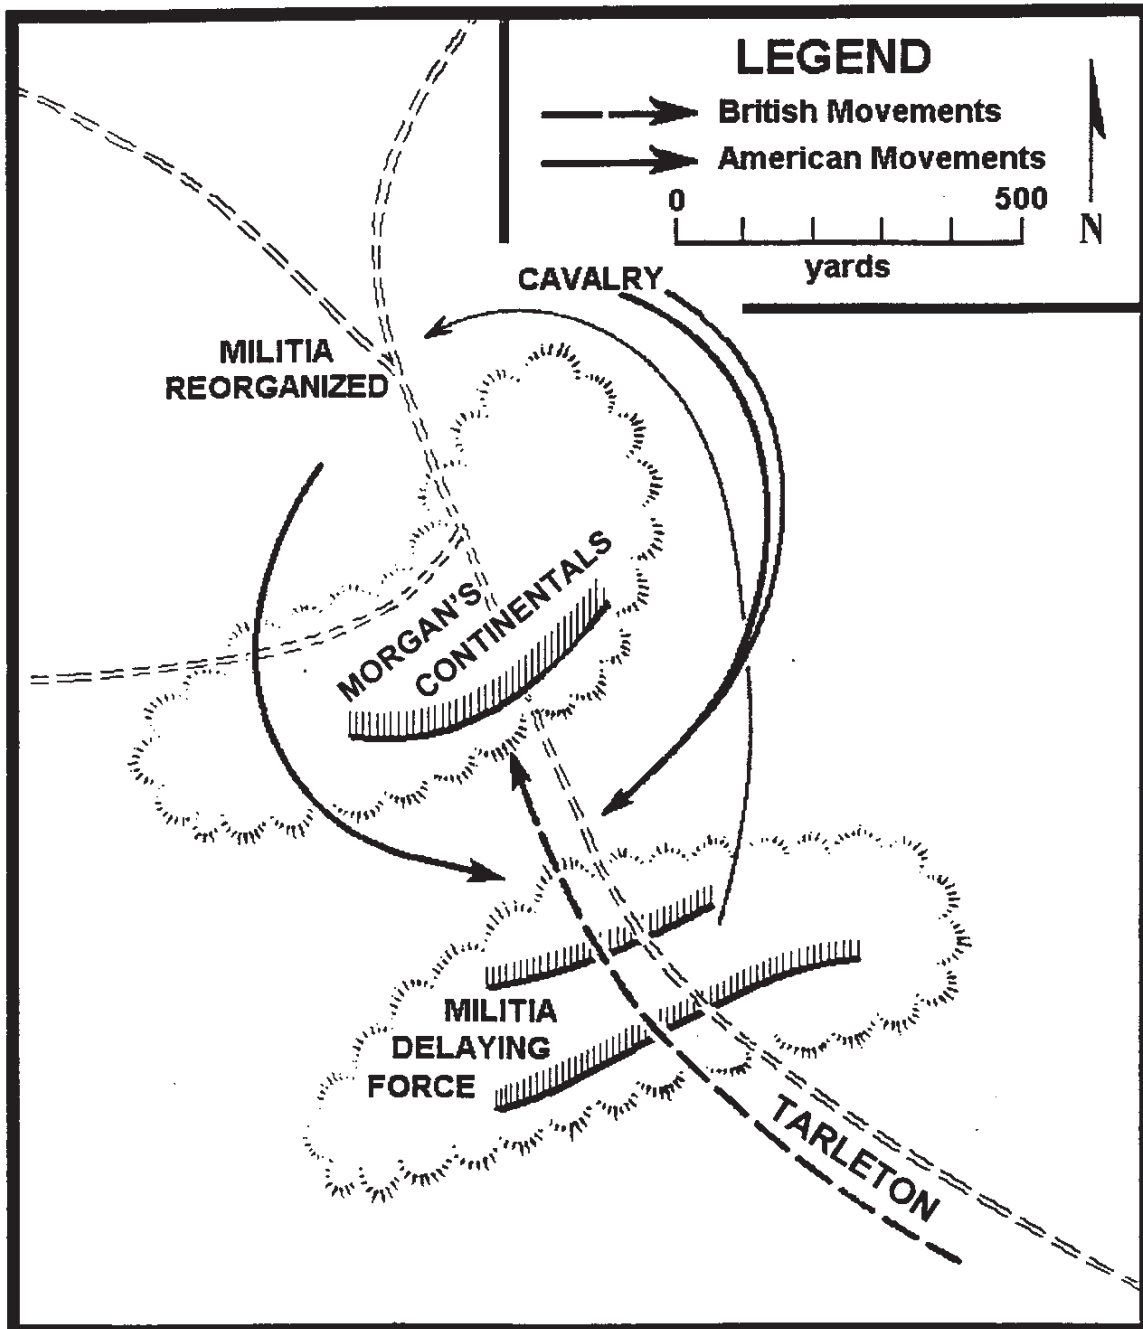 LEGEND
British Movements
American Movements
0 500
yards
N
CAVALRY
MILITIA
REORGANIZED
MORGAN'S
CONTINENTALS
MILITIA
DELAYING
FORCE
TARLETON